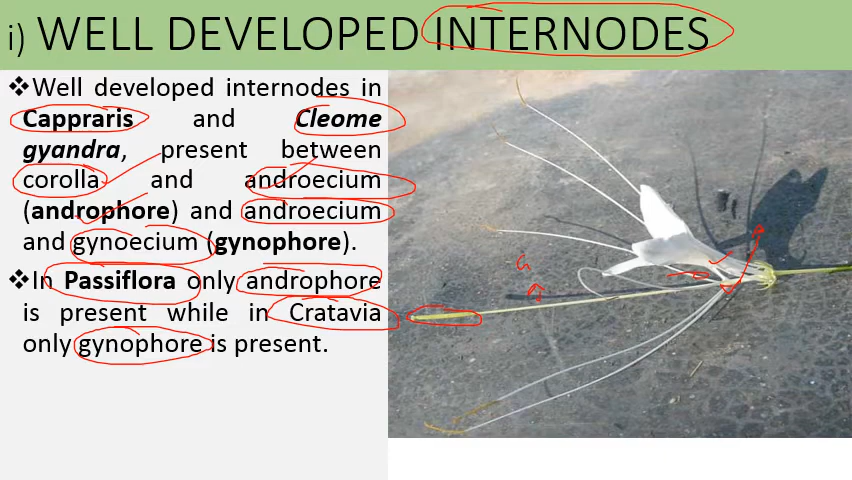 i) WELL DEVELOPED INTERNODES
❖Well developed internodes in
Cappraris and Cleome
gyandra, present between
corolla and androecium
(androphore) and androecium
and gynoecium (gynophore).
❖In Passiflora only androphore
is present while in Cratavia
only gynophore is present.